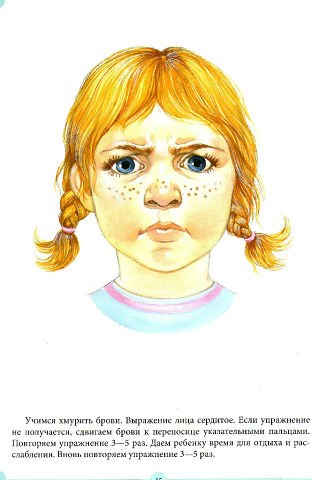 Учимся хмурить брови. Выражение лица сердитое. Если упражнение
не получается, сдвигаем брови к переносице указательными пальцами.
Повторяем упражнение 3—5 раз. Даем ребенку время для отдыха и рас-
слабления. Вновь повторяем упражнение 3—5 раз.